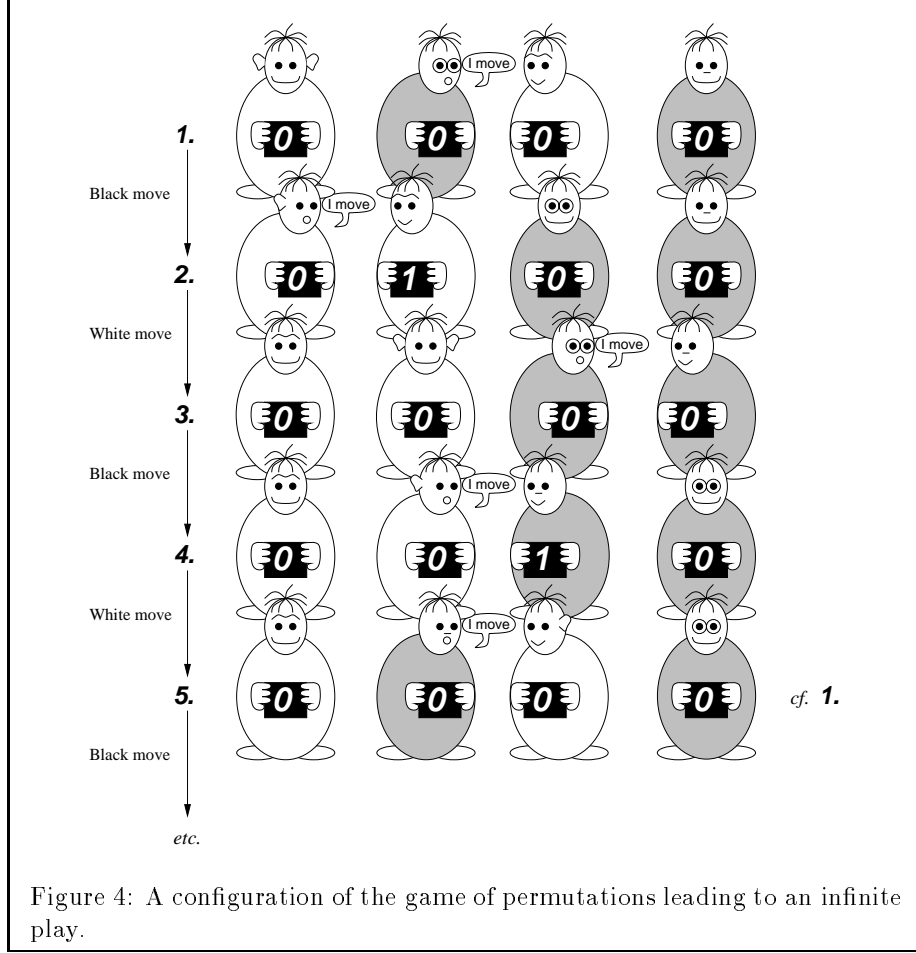 I move
1. 0 0 0 0
Black move
I move
2. 0 1 0 0
White move
I move
3. 0 0 0 0
Black move
I move
4. 0 0 1 0
White move
I move
5. 0 0 0 0 cf. 1.
Black move
etc.
Figure 4: A configuration of the game of permutations leading to an infinite
play.